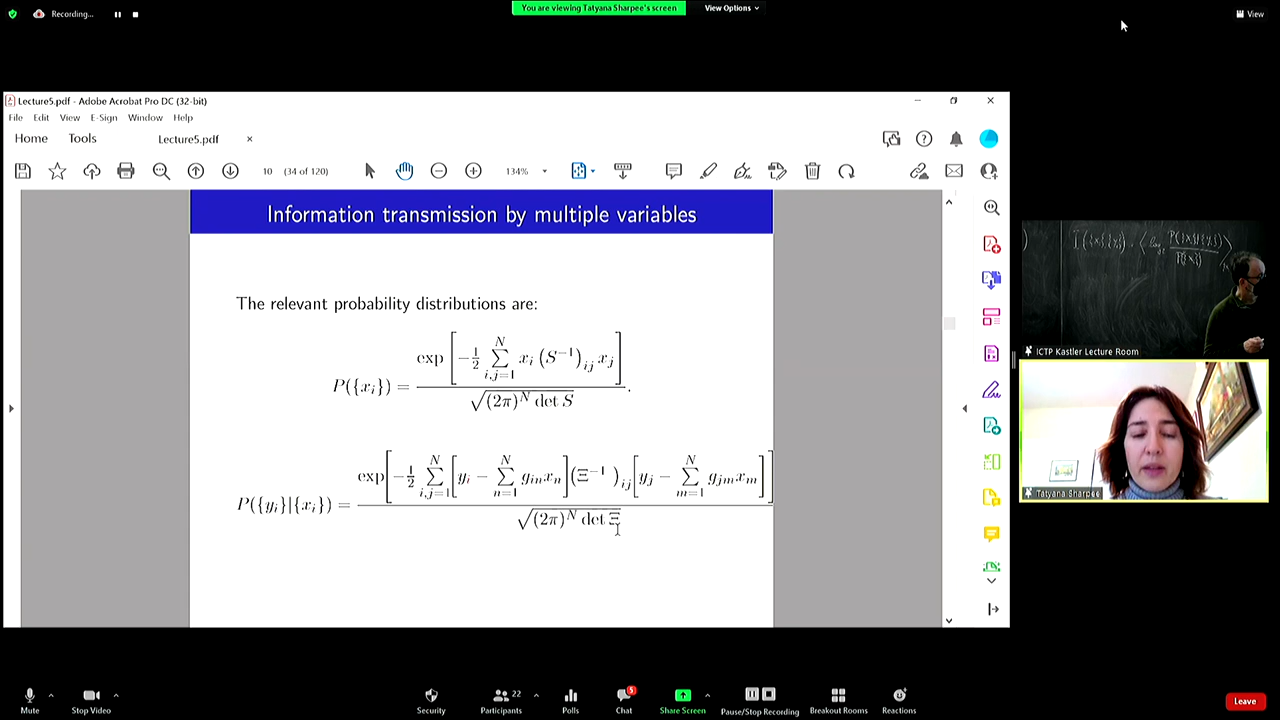 Recording...
You are viewing Tatyana Sharpee's screen
View Options
View
Lecture5.pdf - Adobe Acrobat Pro DC (32-bit)
File Edit View E-Sign Window Help
Home Tools Lecture5.pdf
10 (34 of 120) 134%
Information transmission by multiple variables
The relevant probability distributions are:
P({x_i}) = exp[-1/2 ∑_{i,j=1}^{N} x_i (S^{-1})_{ij} x_j] / √((2π)^N det S).
P({y_i}|{x_i}) = exp[-1/2 ∑_{i,j=1}^{N} [y_i - ∑_{n=1}^{N} g_{in}x_n](Ξ^{-1})_{ij}[y_j - ∑_{m=1}^{N} g_{jm}x_m]] / √((2π)^N det Ξ)
ICTP Kastler Lecture Room
Tatyana Sharpee
Mute
Stop Video
Security
22
Participants
Polls
5
Chat
Share Screen
Pause/Stop Recording
Breakout Rooms
Reactions
Leave